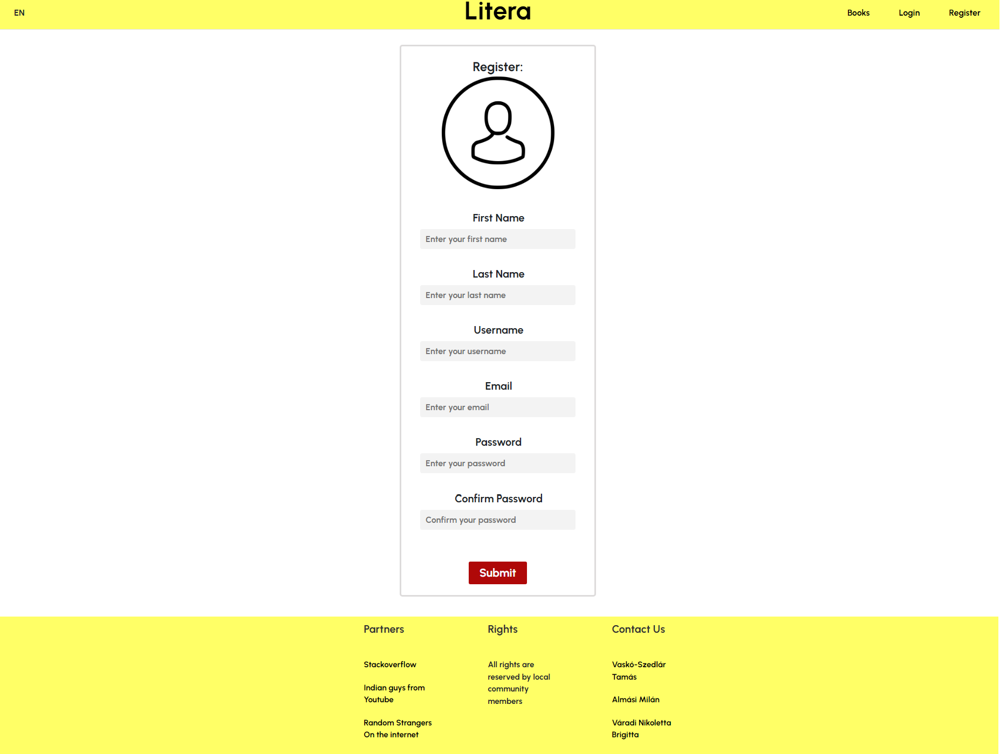 EN
Litera
Books
Login
Register
Register:
First Name
Enter your first name
Last Name
Enter your last name
Username
Enter your username
Email
Enter your email
Password
Enter your password
Confirm Password
Confirm your password
Submit
Partners
Stackoverflow
Indian guys from
Youtube
Random Strangers
On the internet
Rights
All rights are
reserved by local
community
members
Contact Us
Vaskó-Szedlár
Tamás
Almási Milán
Váradi Nikoletta
Brigitta